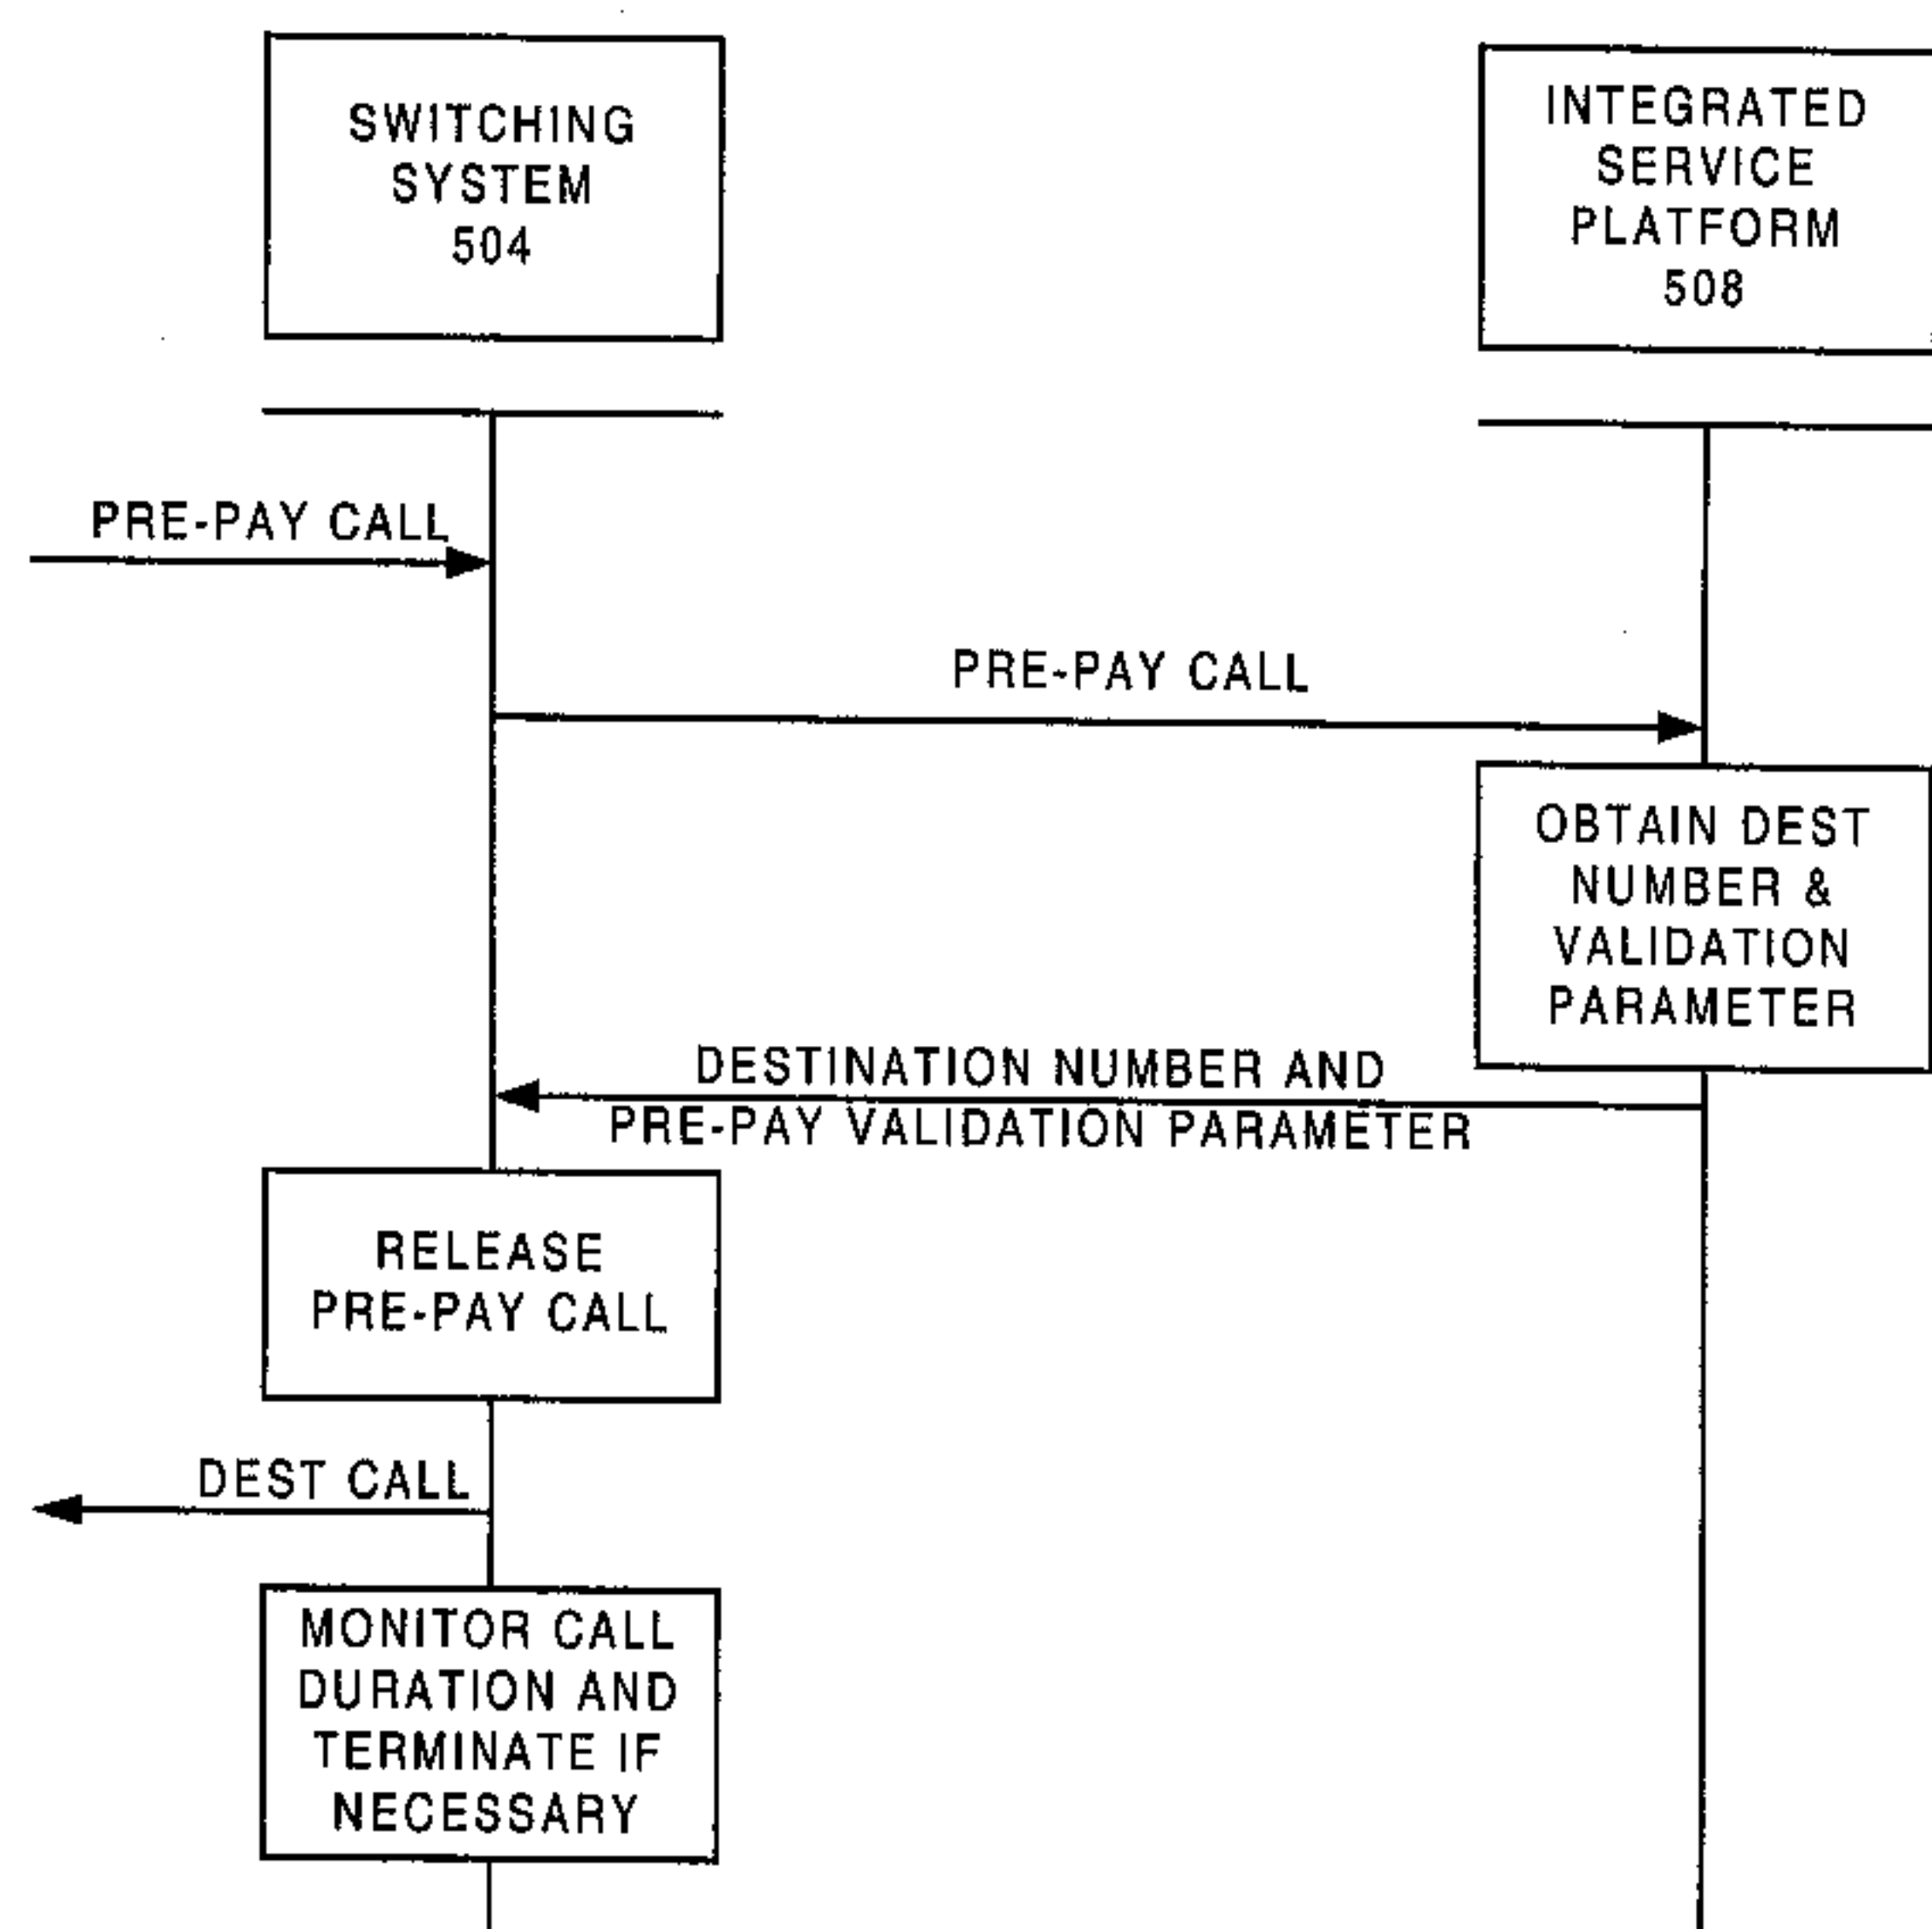 SWITCHING
SYSTEM
504
INTEGRATED
SERVICE
PLATFORM
508
PRE-PAY CALL
PRE-PAY CALL
OBTAIN DEST
NUMBER &
VALIDATION
PARAMETER
DESTINATION NUMBER AND
PRE-PAY VALIDATION PARAMETER
RELEASE
PRE-PAY CALL
DEST CALL
MONITOR CALL
DURATION AND
TERMINATE IF
NECESSARY